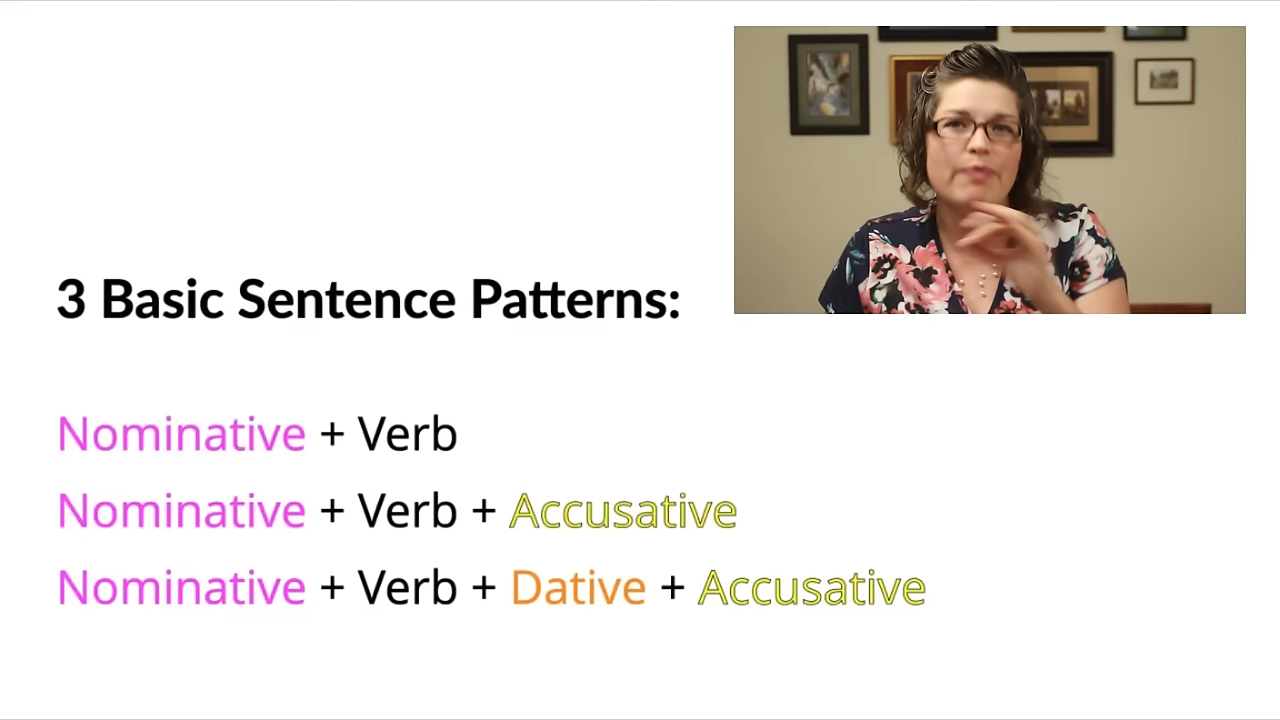 3 Basic Sentence Patterns:
Nominative + Verb
Nominative + Verb + Accusative
Nominative + Verb + Dative + Accusative